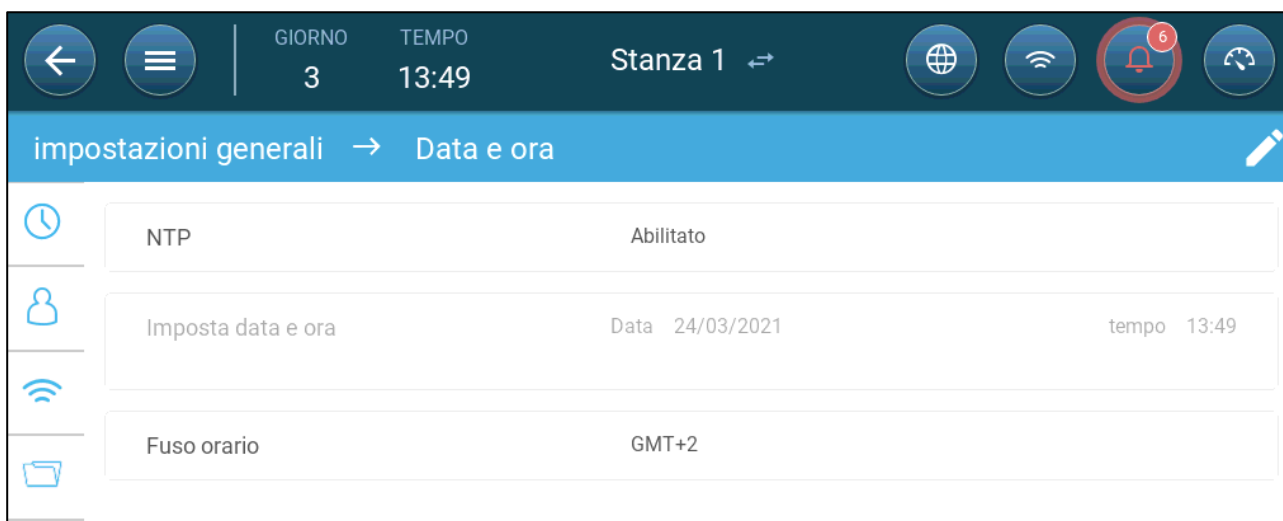 GIORNO TEMPO
3 13:49 Stanza 1 6
impostazioni generali → Data e ora
NTP Abilitato
Imposta data e ora Data 24/03/2021 tempo 13:49
Fuso orario GMT+2